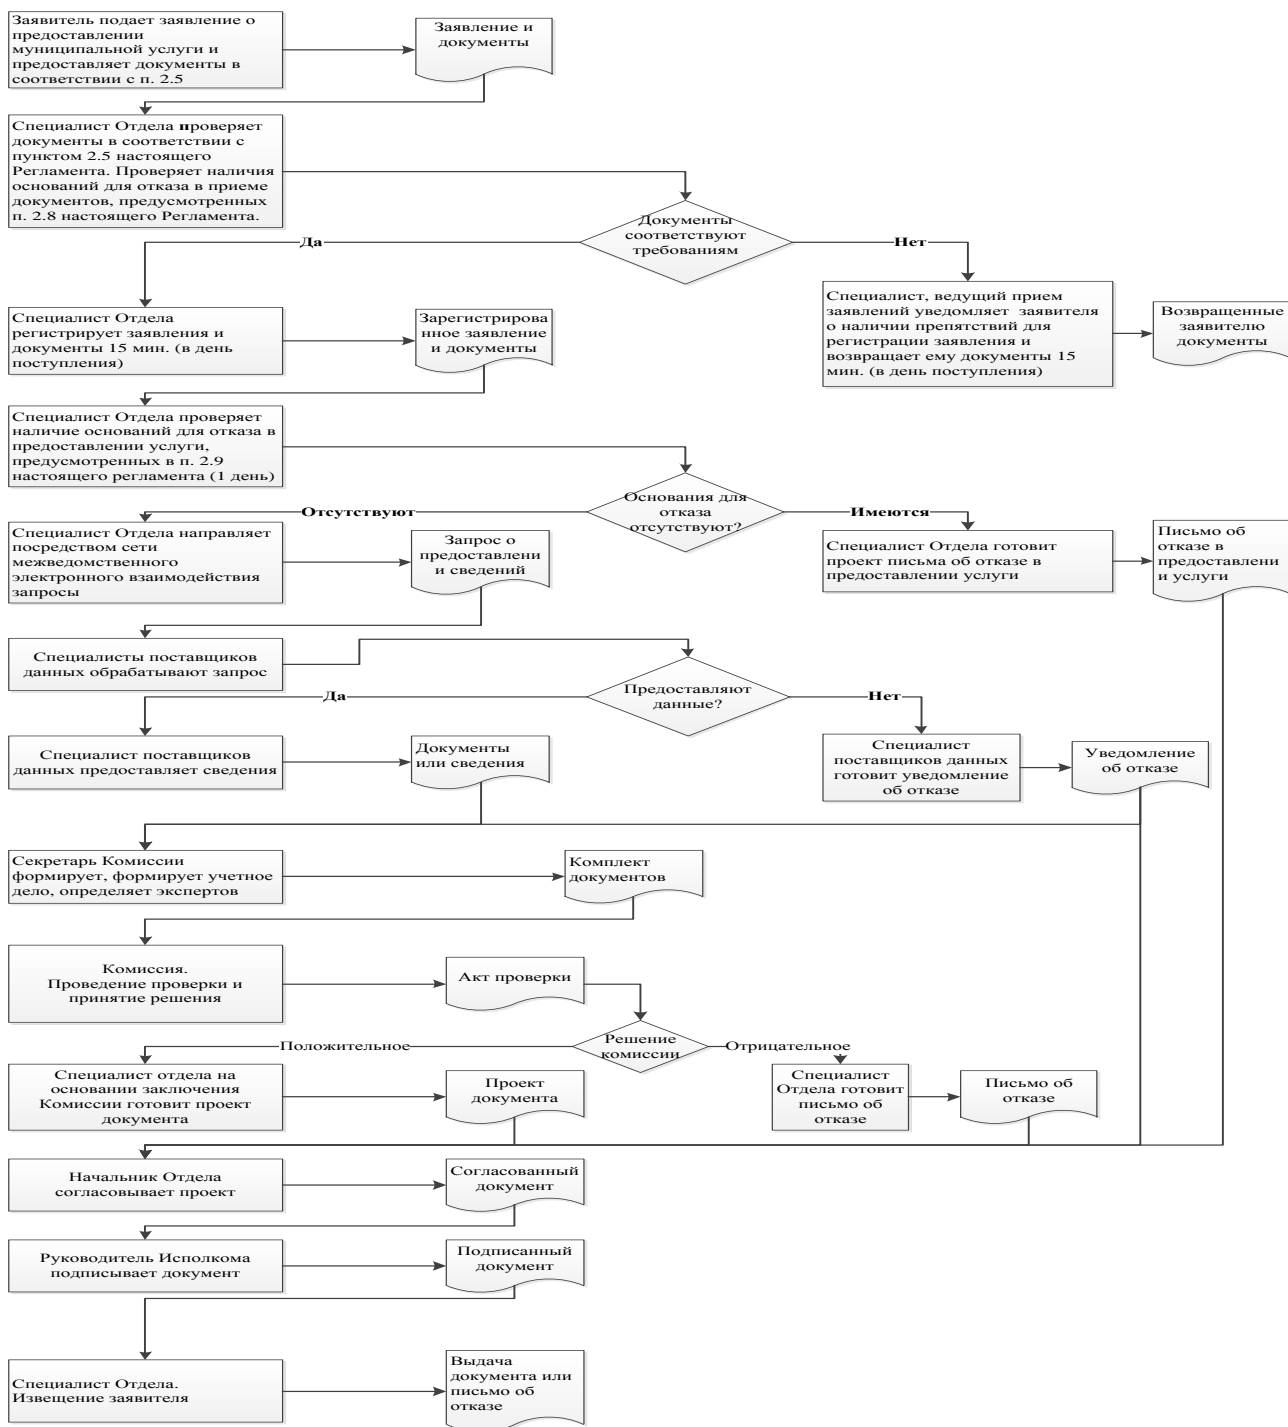 Заявитель подает заявление о
предоставлении
муниципальной услуги и
предоставляет документы в
соответствии с п. 2.5
Заявление и
документы
Специалист Отдела проверяет
документы в соответствии с
пунктом 2.5 настоящего
Регламента. Проверяет наличия
оснований для отказа в приеме
документов, предусмотренных
п. 2.8 настоящего Регламента.
Документы
соответствуют
требованиям
Да
Нет
Специалист Отдела
регистрирует заявления и
документы 15 мин. (в день
поступления)
Зарегистрирова
нное заявление
и документы
Специалист, ведущий прием
заявлений уведомляет заявителя
о наличии препятствий для
регистрации заявления и
возвращает ему документы 15
мин. (в день поступления)
Возвращенные
заявителю
документы
Специалист Отдела проверяет
наличие оснований для отказа в
предоставлении услуги,
предусмотренных в п. 2.9
настоящего регламента (1 день)
Основания для
отказа
отсутствуют?
Отсутствуют
Имеются
Специалист Отдела направляет
посредством сети
межведомственного
электронного взаимодействия
запросы
Запрос о
предоставлени
и сведений
Специалист Отдела готовит
проект письма об отказе в
предоставлении услуги
Письмо об
отказе в
предоставлени
и услуги
Специалисты поставщиков
данных обрабатывают запрос
Предоставляют
данные?
Да
Нет
Специалист поставщиков
данных предоставляет сведения
Документы
или сведения
Специалист
поставщиков данных
готовит уведомление
об отказе
Уведомление
об отказе
Секретарь Комиссии
формирует, формирует учетное
дело, определяет экспертов
Комплект
документов
Комиссия.
Проведение проверки и
принятие решения
Акт проверки
Решение
комиссии
Положительное
Отрицательное
Специалист отдела на
основании заключения
Комиссии готовит проект
документа
Проект
документа
Специалист
Отдела готовит
письмо об
отказе
Письмо об
отказе
Начальник Отдела
согласовывает проект
Согласованный
документ
Руководитель Исполкома
подписывает документ
Подписанный
документ
Специалист Отдела.
Извещение заявителя
Выдача
документа или
письмо об
отказе